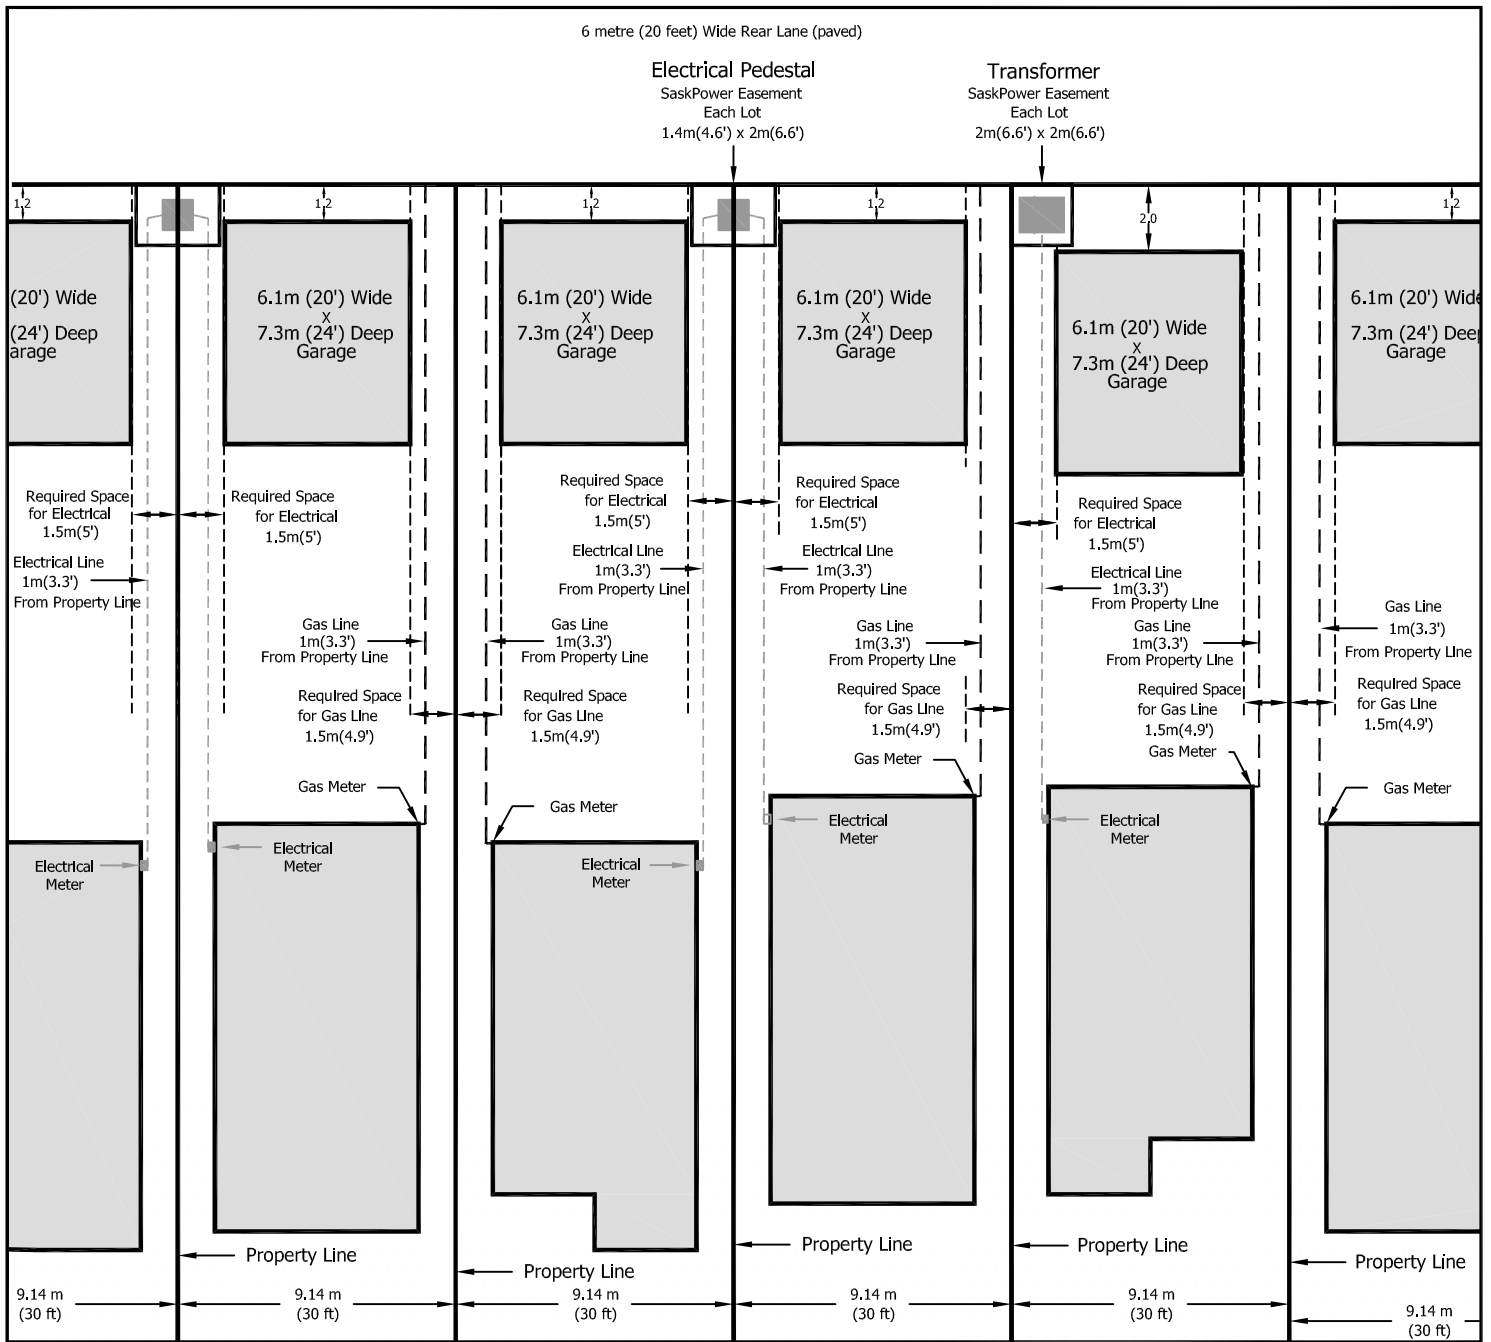 6 metre (20 feet) Wide Rear Lane (paved)
Electrical Pedestal
SaskPower Easement
Each Lot
1.4m(4.6') x 2m(6.6')
Transformer
SaskPower Easement
Each Lot
2m(6.6') x 2m(6.6')
1.2
1.2
1.2
1.2
2.0
1.2
(20') Wide
(24') Deep
arage
6.1m (20') Wide
X
7.3m (24') Deep
Garage
6.1m (20') Wide
X
7.3m (24') Deep
Garage
6.1m (20') Wide
X
7.3m (24') Deep
Garage
6.1m (20') Wide
X
7.3m (24') Deep
Garage
6.1m (20') Wide
7.3m (24') Deep
Garage
Required Space
for Electrical
1.5m(5')
Required Space
for Electrical
1.5m(5')
Required Space
for Electrical
1.5m(5')
Required Space
for Electrical
1.5m(5')
Required Space
for Electrical
1.5m(5')
Electrical Line
1m(3.3')
From Property Line
Electrical Line
1m(3.3')
From Property Line
Electrical Line
1m(3.3')
From Property Line
Electrical Line
1m(3.3')
From Property Line
Gas Line
1m(3.3')
From Property Line
Gas Line
1m(3.3')
From Property Line
Gas Line
1m(3.3')
From Property Line
Gas Line
1m(3.3')
From Property Line
Gas Line
1m(3.3')
From Property Line
Required Space
for Gas Line
1.5m(4.9')
Required Space
for Gas Line
1.5m(4.9')
Required Space
for Gas Line
1.5m(4.9')
Required Space
for Gas Line
1.5m(4.9')
Required Space
for Gas Line
1.5m(4.9')
Gas Meter
Gas Meter
Gas Meter
Gas Meter
Gas Meter
Electrical
Meter
Electrical
Meter
Electrical
Meter
Electrical
Meter
Electrical
Meter
Property Line
Property Line
Property Line
Property Line
Property Line
9.14 m
(30 ft)
9.14 m
(30 ft)
9.14 m
(30 ft)
9.14 m
(30 ft)
9.14 m
(30 ft)
9.14 m
(30 ft)